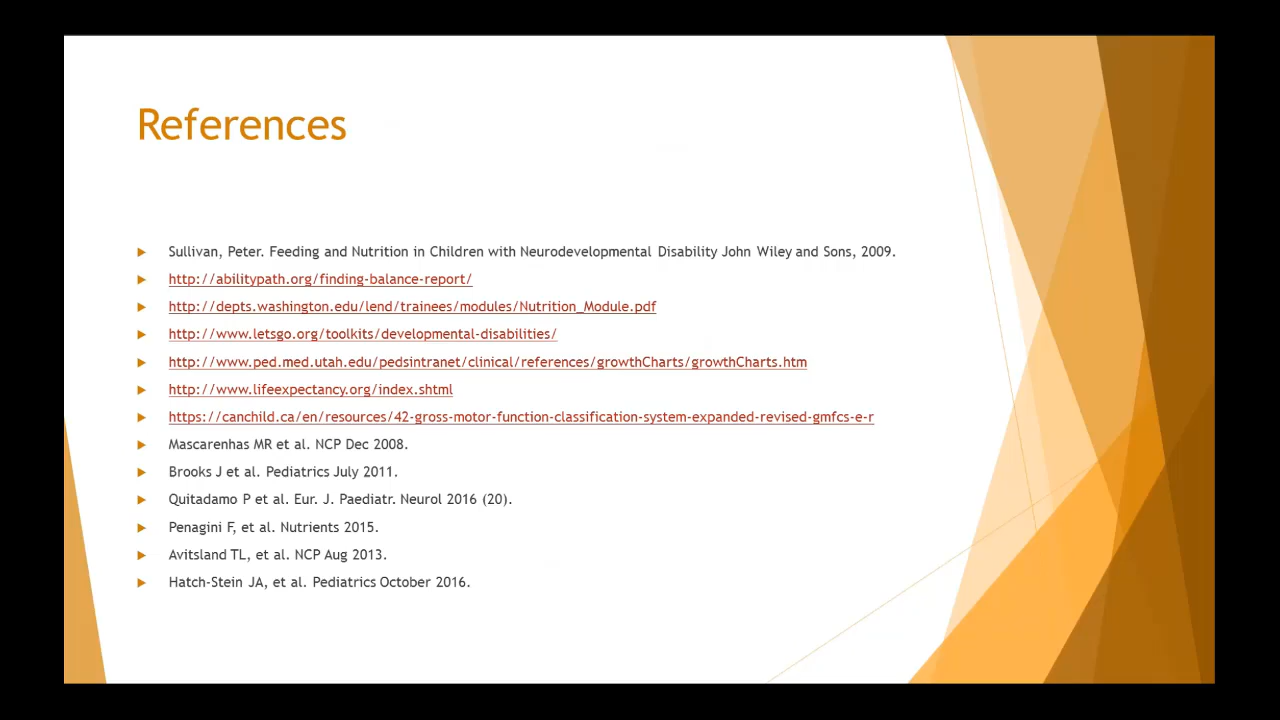 References
Sullivan, Peter. Feeding and Nutrition in Children with Neurodevelopmental Disability John Wiley and Sons, 2009.
http://abilitypath.org/finding-balance-report/
http://depts.washington.edu/lend/trainees/modules/Nutrition_Module.pdf
http://www.letsgo.org/toolkits/developmental-disabilities/
http://www.ped.med.utah.edu/pedsintranet/clinical/references/growthCharts/growthCharts.htm
http://www.lifeexpectancy.org/index.shtml
https://canchild.ca/en/resources/42-gross-motor-function-classification-system-expanded-revised-gmfcs-e-r
Mascarenhas MR et al. NCP Dec 2008.
Brooks J et al. Pediatrics July 2011.
Quitadamo P et al. Eur. J. Paediatr. Neurol 2016 (20).
Penagini F, et al. Nutrients 2015.
Avitsland TL, et al. NCP Aug 2013.
Hatch-Stein JA, et al. Pediatrics October 2016.